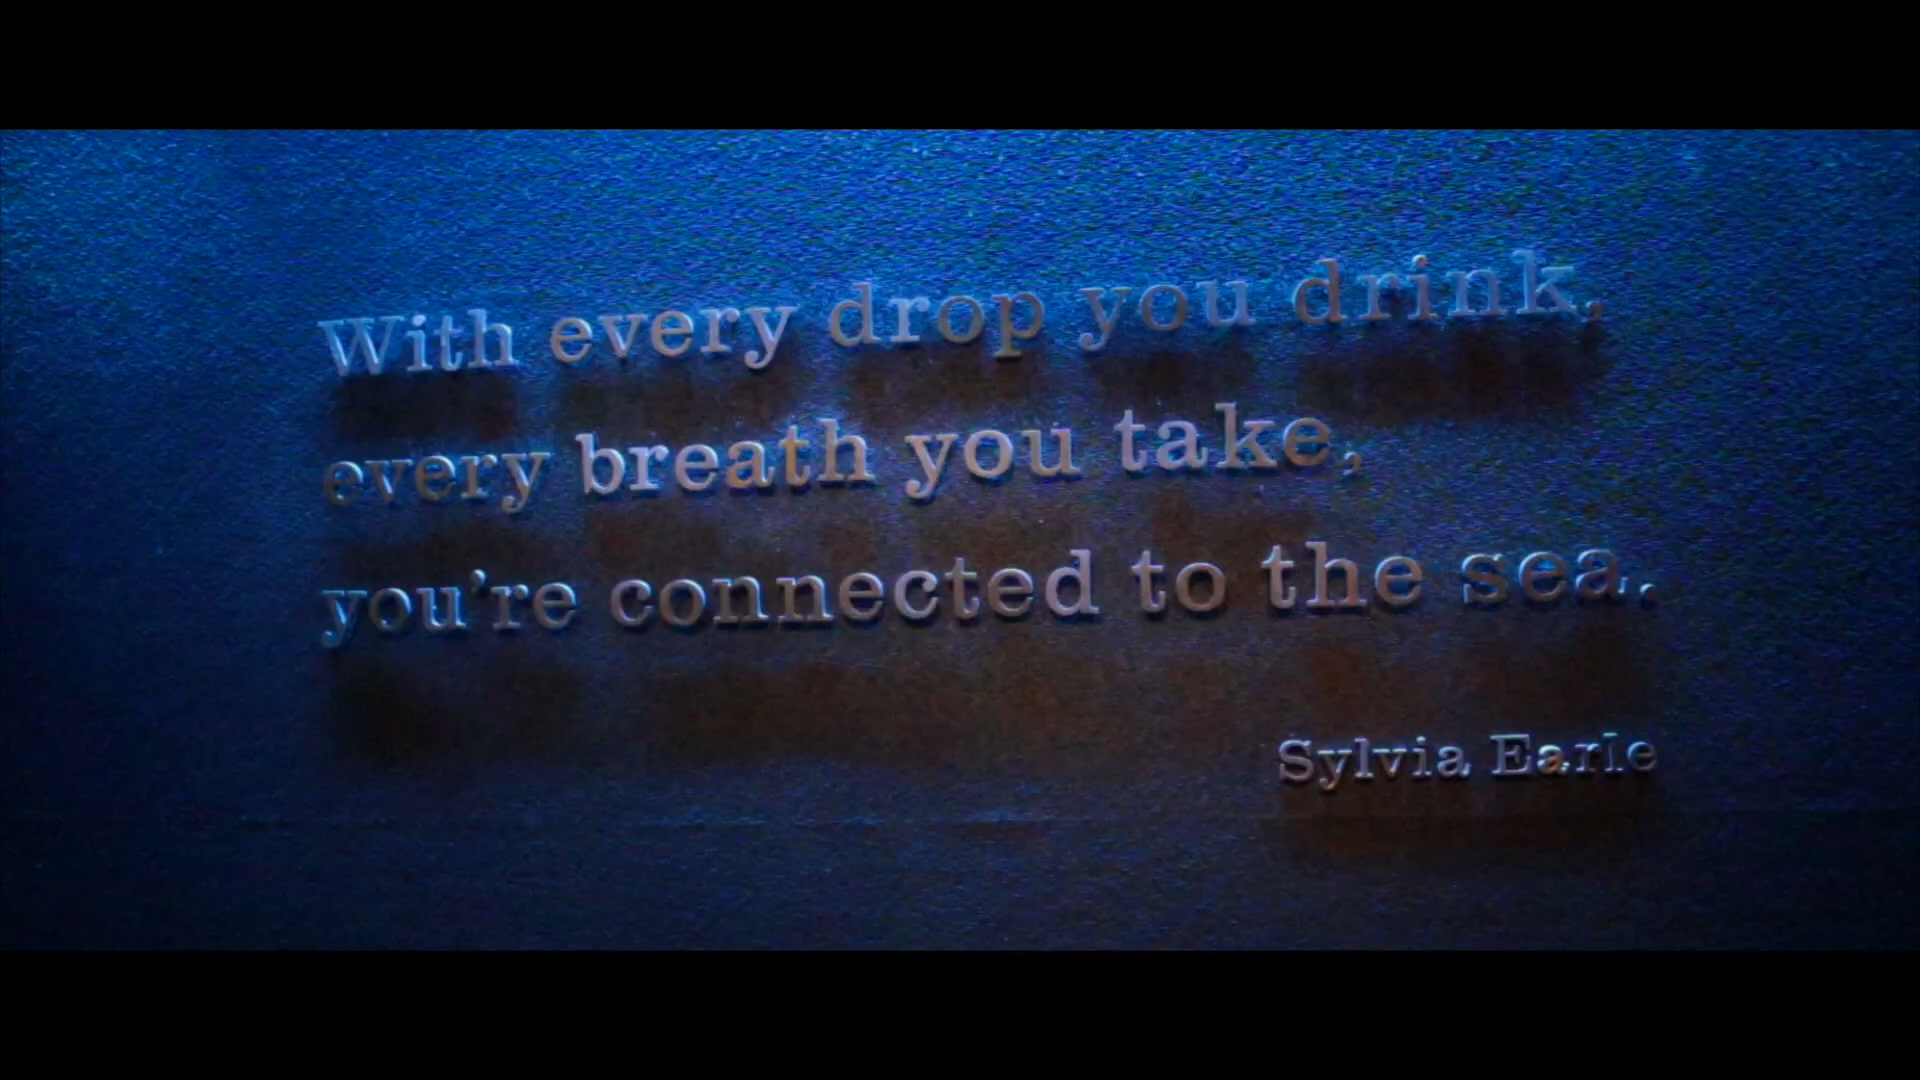 With every drop you drink,
every breath you take,
you're connected to the sea.
Sylvia Earle